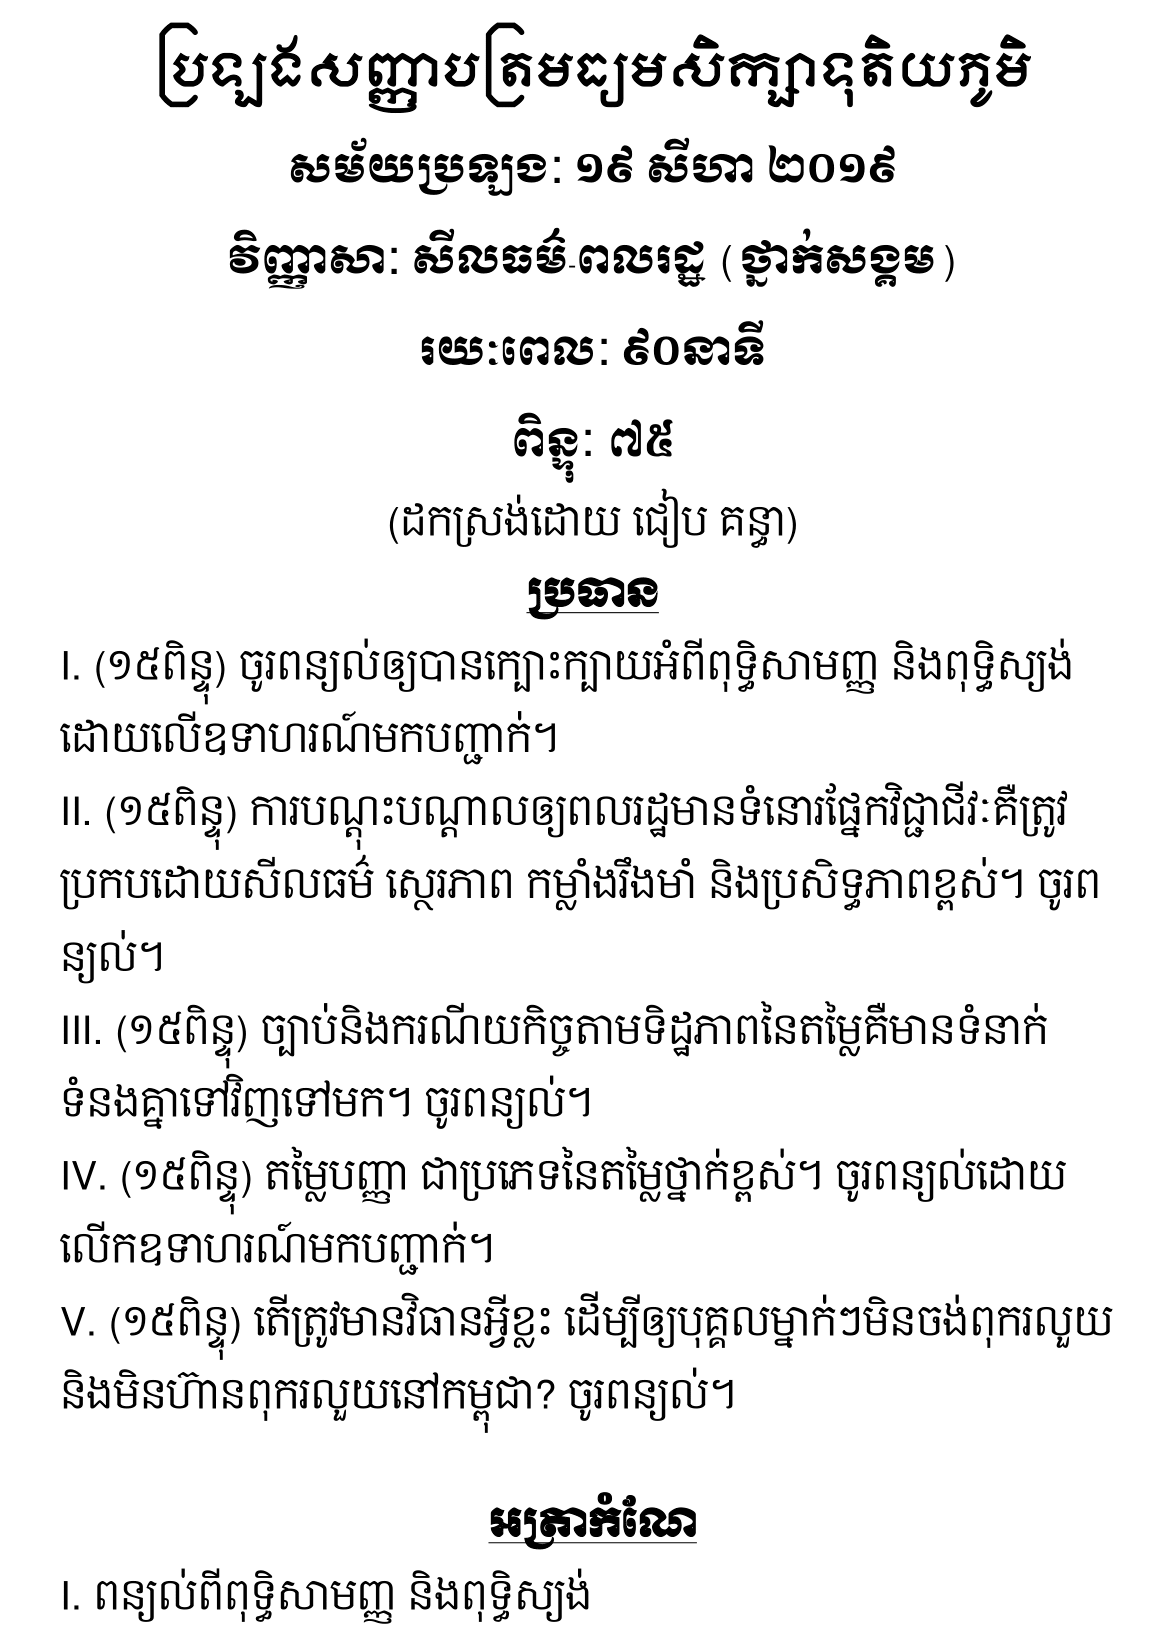 ប្រឡងសញ្ញាបត្រមធ្យមសិក្សាទុតិយភូមិ
សម័យប្រឡង: ១៩ សីហា ២០១៩
វិញ្ញាសា: សីលធម៌-ពលរដ្ឋ (ថ្នាក់សង្គម)
រយៈពេល: ៩០នាទី
ពិន្ទុ: ៧៥
(ដកស្រង់ដោយ ជៀប គន្ធា)
ប្រធាន
I. (១៥ពិន្ទុ) ចូរពន្យល់ឲ្យបានក្បោះក្បាយអំពីពុទ្ធិសាមញ្ញ និងពុទ្ធិស្យង់
ដោយលើឧទាហរណ៍មកបញ្ជាក់។
II. (១៥ពិន្ទុ) ការបណ្តុះបណ្តាលឲ្យពលរដ្ឋមានទំនោរផ្នែកវិជ្ជាជីវៈគឺត្រូវ
ប្រកបដោយសីលធម៌ ស្ថេរភាព កម្លាំងរឹងមាំ និងប្រសិទ្ធភាពខ្ពស់។ ចូរព
ន្យល់។
III. (១៥ពិន្ទុ) ច្បាប់និងករណីយកិច្ចតាមទិដ្ឋភាពនៃតម្លៃគឺមានទំនាក់
ទំនងគ្នាទៅវិញទៅមក។ ចូរពន្យល់។
IV. (១៥ពិន្ទុ) តម្លៃបញ្ញា ជាប្រភេទនៃតម្លៃថ្នាក់ខ្ពស់។ ចូរពន្យល់ដោយ
លើកឧទាហរណ៍មកបញ្ជាក់។
V. (១៥ពិន្ទុ) តើត្រូវមានវិធានអ្វីខ្លះ ដើម្បីឲ្យបុគ្គលម្នាក់ៗមិនចង់ពុករលួយ
និងមិនហ៊ានពុករលួយនៅកម្ពុជា? ចូរពន្យល់។
អត្រាកំណែ
I. ពន្យល់ពីពុទ្ធិសាមញ្ញ និងពុទ្ធិស្យង់